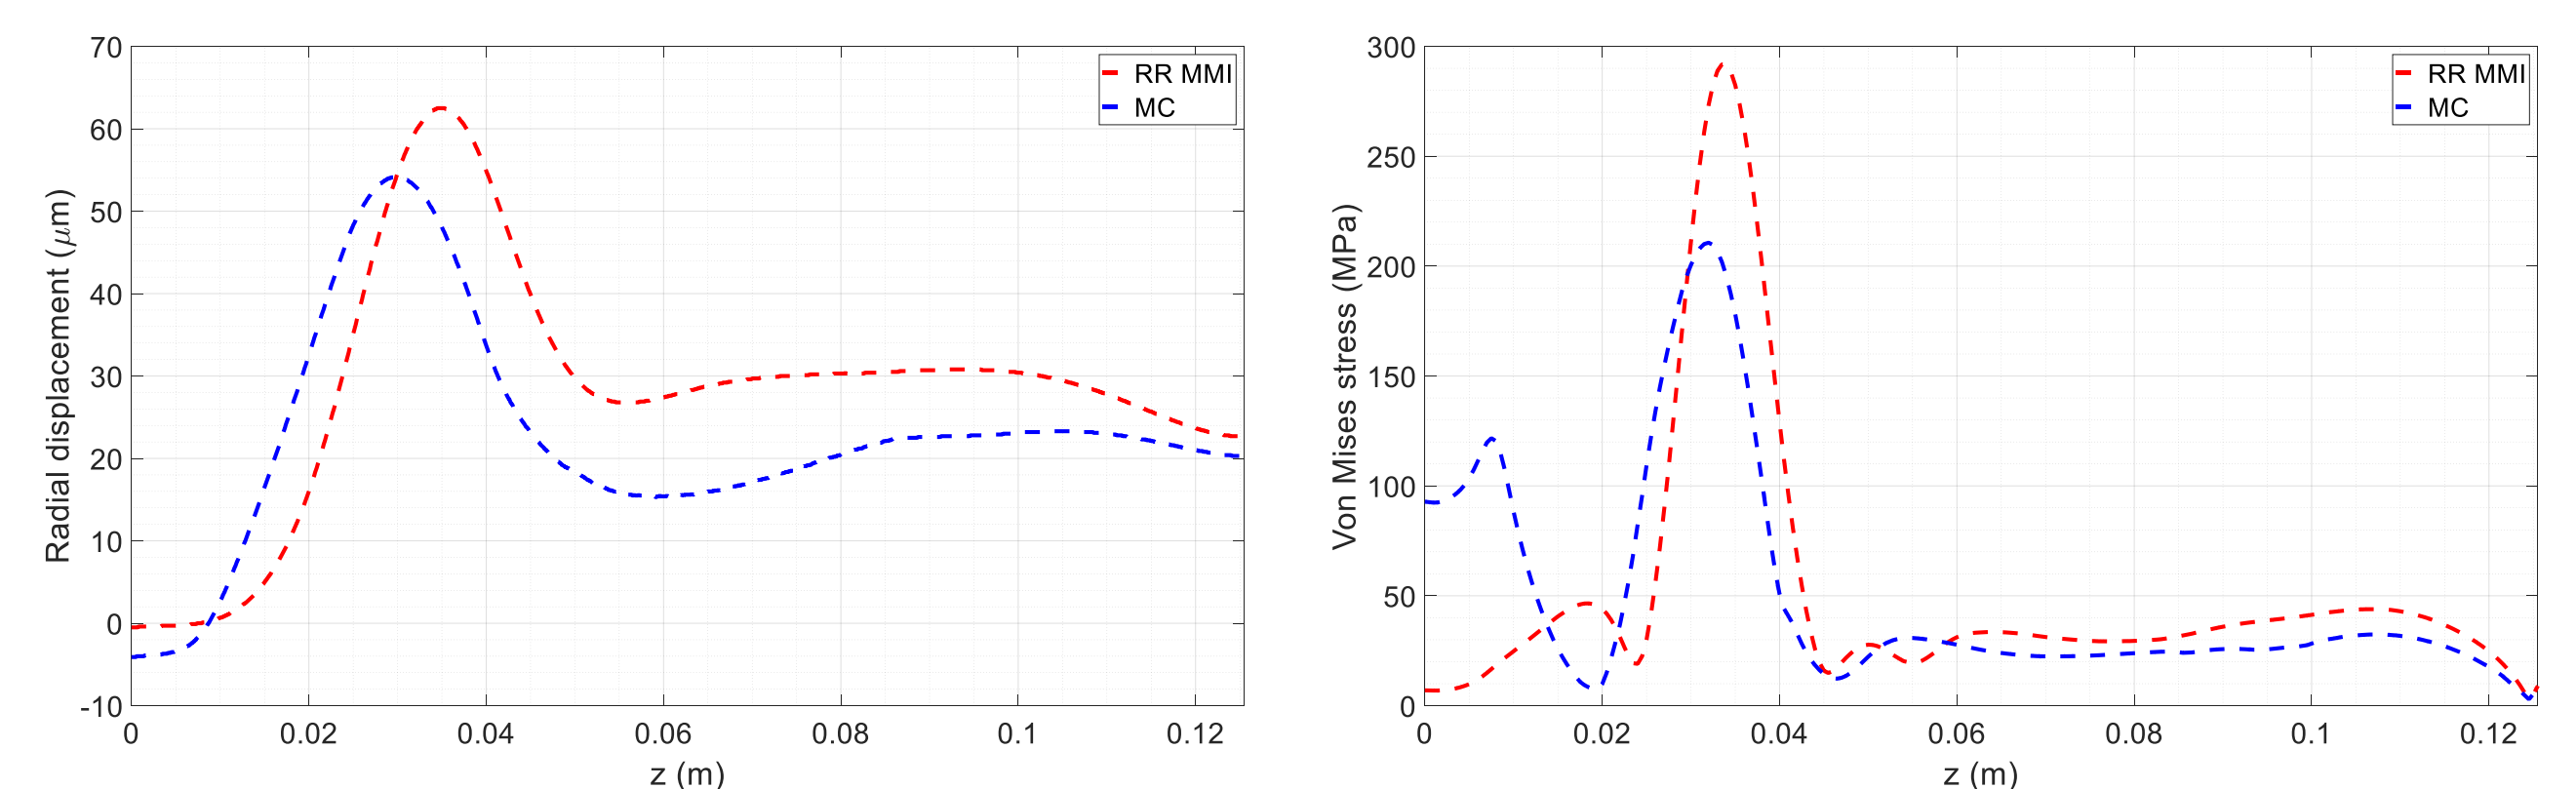 70
60
50
40
30
20
10
0
-10
Radial displacement (μm)
0 0.02 0.04 0.06 0.08 0.1 0.12
z (m)
RR MMI
MC
300
250
200
150
100
50
0
Von Mises stress (MPa)
0 0.02 0.04 0.06 0.08 0.1 0.12
z (m)
RR MMI
MC